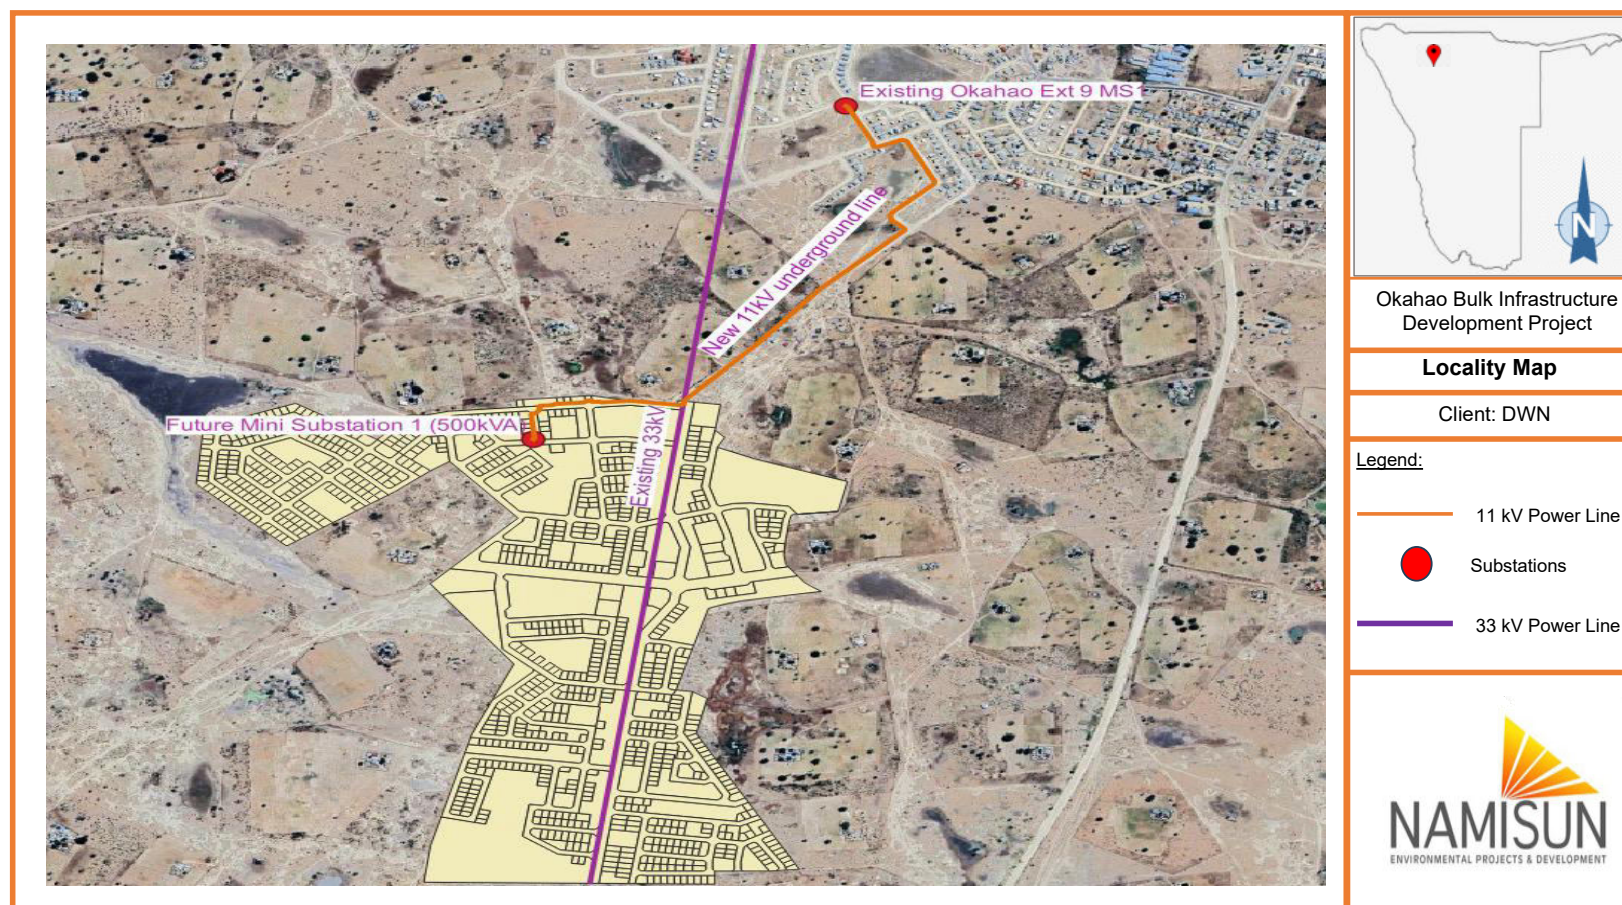 Existing Okahao Ext 9 MS1
New 11kV underground line
Future Mini Substation 1 (500kVA
Existing 33kV
N
Okahao Bulk Infrastructure
Development Project
Locality Map
Client: DWN
Legend:
11 kV Power Line
Substations
33 kV Power Line
NAMISUN
ENVIRONMENTAL PROJECTS & DEVELOPMENT